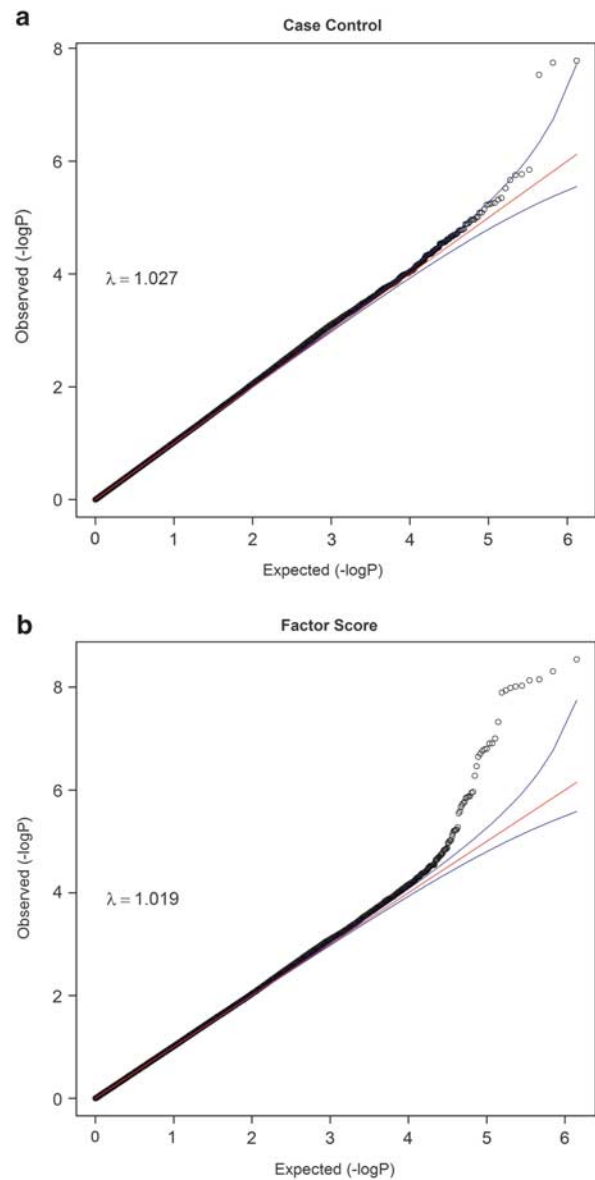 a
Case Control
8
6
4
2
0
Observed (-logP)
λ = 1.027
0 1 2 3 4 5 6
Expected (-logP)
b
Factor Score
8
6
4
2
0
Observed (-logP)
λ = 1.019
0 1 2 3 4 5 6
Expected (-logP)